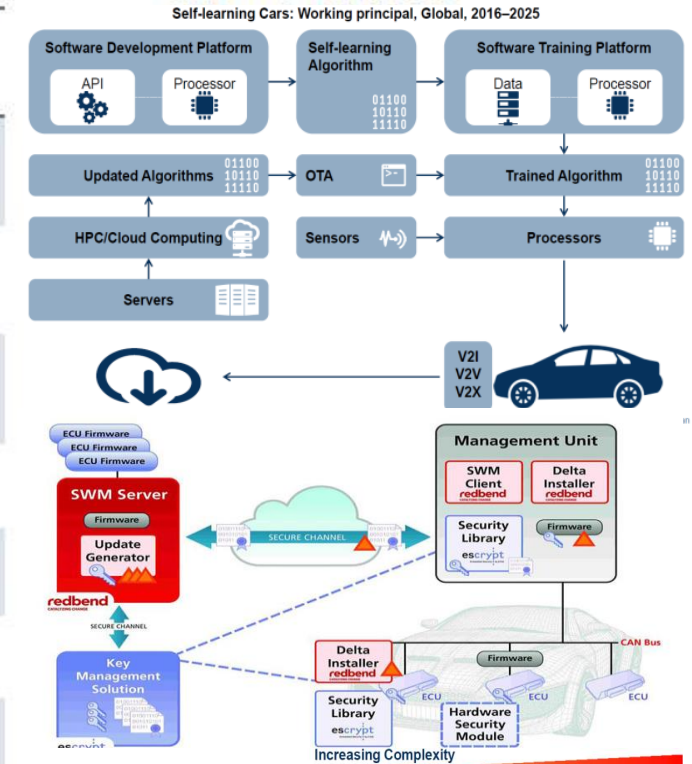 Self-learning Cars: Working principal, Global, 2016–2025
Software Development Platform
API
Processor
Self-learning
Algorithm
01100
10110
11110
Software Training Platform
Data
Processor
Updated Algorithms
01100
10110
11110
OTA
Trained Algorithm
01100
10110
11110
HPC/Cloud Computing
Sensors
Processors
Servers
V2I
V2V
V2X
in
ECU Firmware
ECU Firmware
ECU Firmware
SWM Server
Firmware
Update
Generator
redbend
SECURE CHANNEL
SECURE CHANNEL
Management Unit
SWM
Client
redbend
Delta
Installer
redbend
Security
Library
escrypt
Firmware
Key
Management
Solution
escrypt
CAN Bus
Delta
Installer
redbend
Firmware
ECU
ECU
ECU
Security
Library
escrypt
Hardware
Security
Module
Increasing Complexity